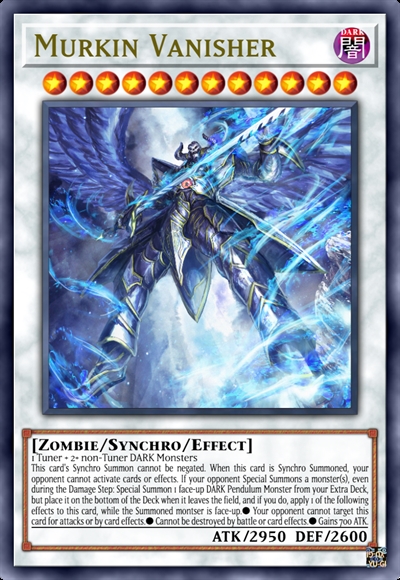 MURKIN VANISHER
DARK
闇
[ZOMBIE/SYNCHRO/EFFECT]
1 Tuner + 2+ non-Tuner DARK Monsters
This card's Synchro Summon cannot be negated. When this card is Synchro Summoned, your
opponent cannot activate cards or effects. If your opponent Special Summons a monster(s), even
during the Damage Step: Special Summon 1 face-up DARK Pendulum Monster from your Extra Deck,
but place it on the bottom of the Deck when it leaves the field, and if you do, apply 1 of the following
effects to this card, while the Summoned montser is face-up.● Your opponent cannot target this
card for attacks or by card effects.● Cannot be destroyed by battle or card effects.● Gains 700 ATK.
ATK/2950 DEF/2600